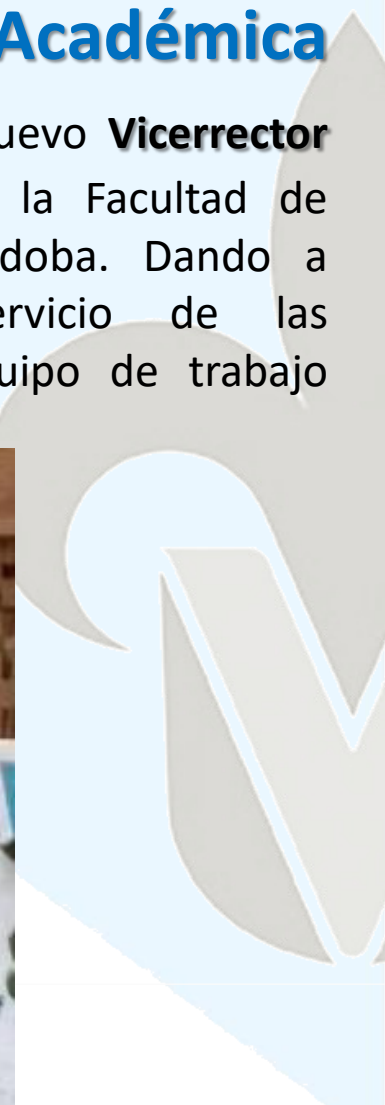 Académica
uevo Vicerrector
la Facultad de
doba. Dando a
ervicio de las
uipo de trabajo